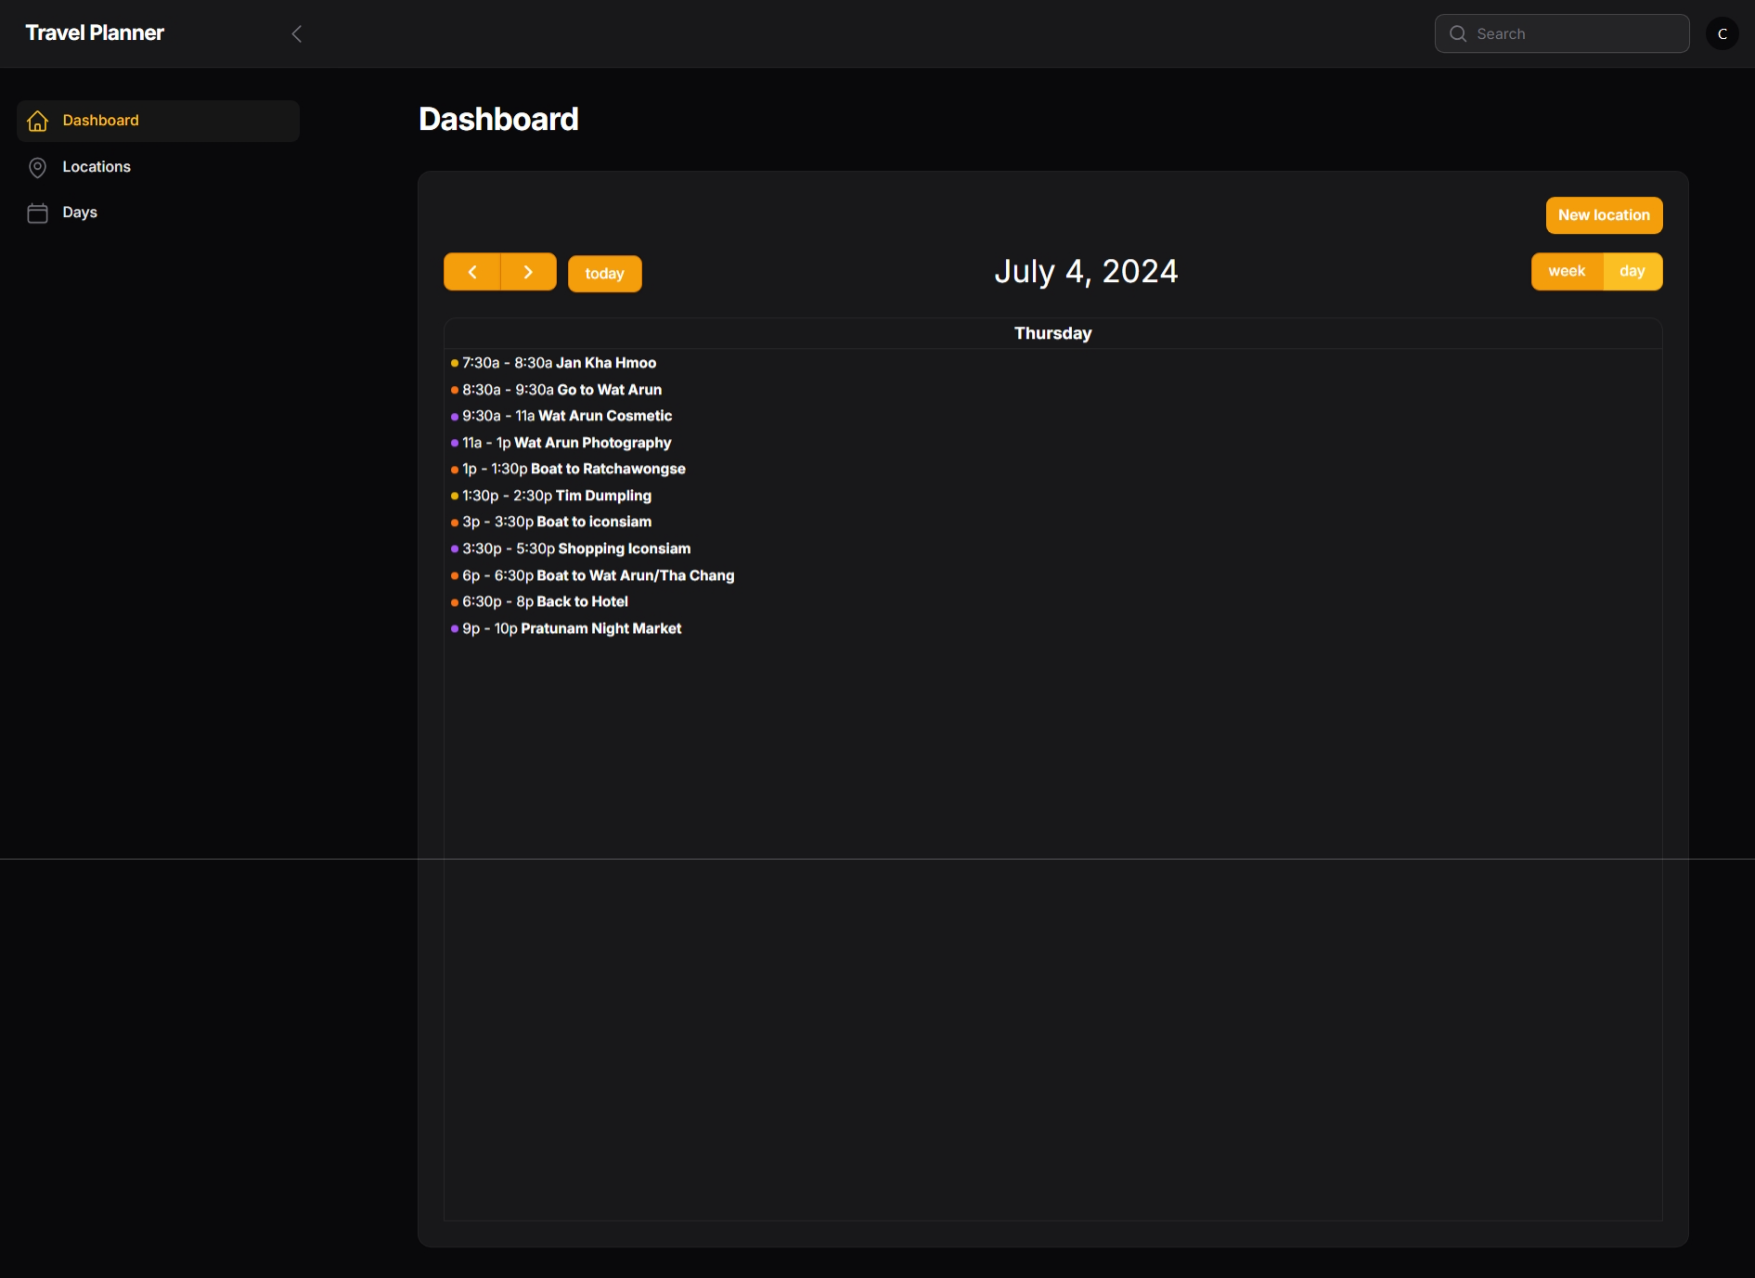 Travel Planner
Search
C
Dashboard
Locations
Days
Dashboard
New location
today
July 4, 2024
week day
Thursday
7:30a - 8:30a Jan Kha Hmoo
8:30a - 9:30a Go to Wat Arun
9:30a - 11a Wat Arun Cosmetic
11a - 1p Wat Arun Photography
1p - 1:30p Boat to Ratchawongse
1:30p - 2:30p Tim Dumpling
3p - 3:30p Boat to iconsiam
3:30p - 5:30p Shopping Iconsiam
6p - 6:30p Boat to Wat Arun/Tha Chang
6:30p - 8p Back to Hotel
9p - 10p Pratunam Night Market